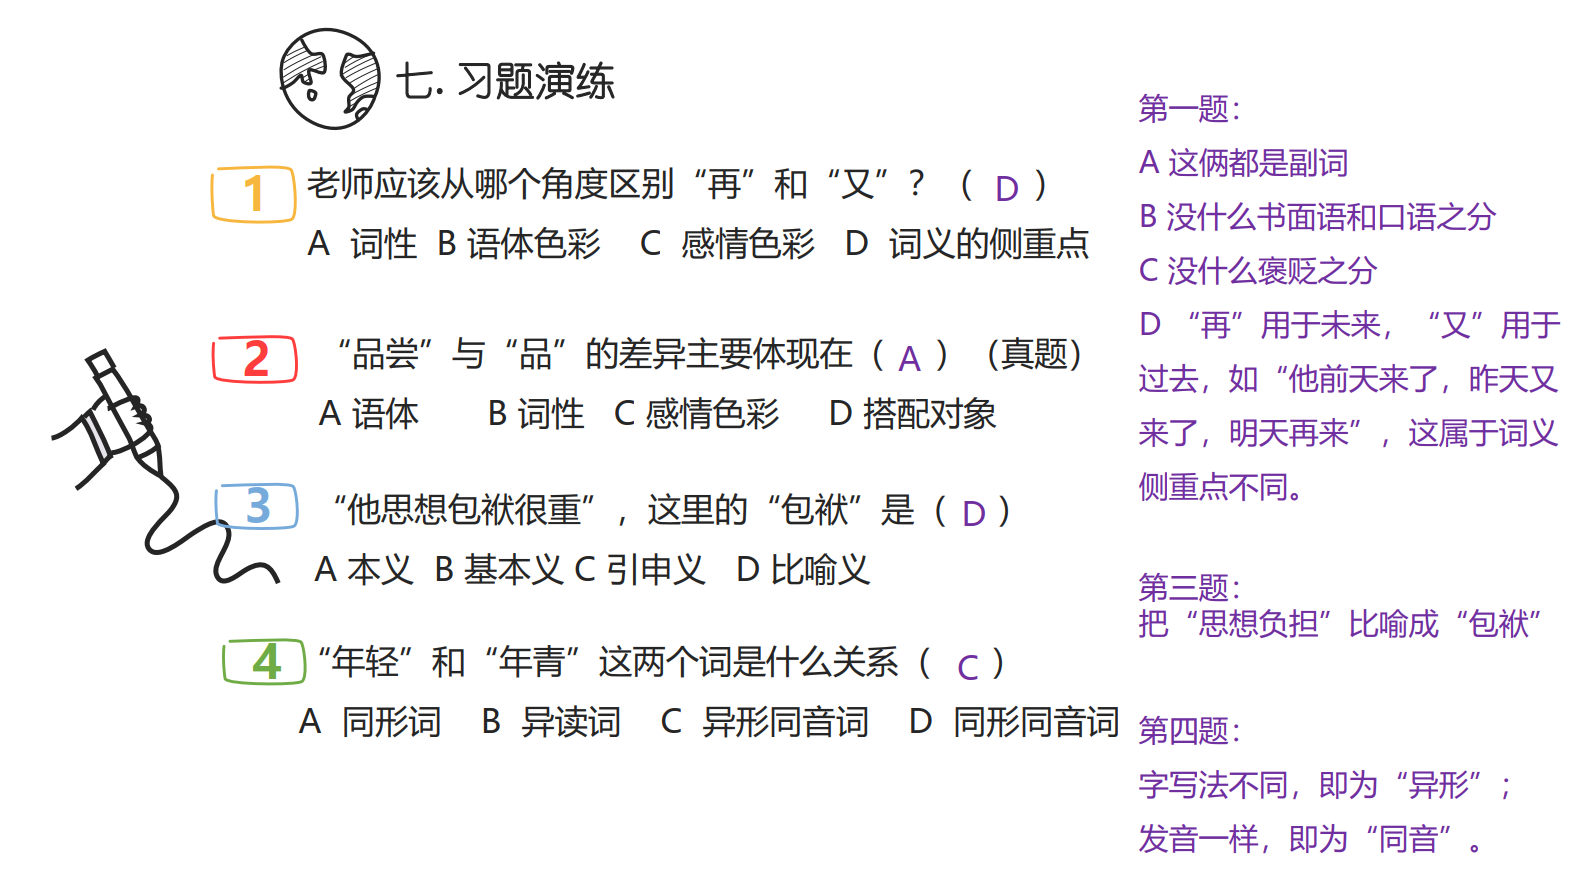 七. 习题演练
1 老师应该从哪个角度区别“再”和“又”？（ D ）
A 词性 B 语体色彩 C 感情色彩 D 词义的侧重点
2 “品尝”与“品”的差异主要体现在（ A ）（真题）
A 语体 B 词性 C 感情色彩 D 搭配对象
3 “他思想包袱很重”，这里的“包袱”是（ D ）
A 本义 B 基本义 C 引申义 D 比喻义
4 “年轻”和“年青”这两个词是什么关系（ C ）
A 同形词 B 异读词 C 异形同音词 D 同形同音词
第一题：
A 这俩都是副词
B 没什么书面语和口语之分
C 没什么褒贬之分
D “再”用于未来，“又”用于
过去，如“他前天来了，昨天又
来了，明天再来”，这属于词义
侧重点不同。
第三题：
把“思想负担”比喻成“包袱”
第四题：
字写法不同，即为“异形”；
发音一样，即为“同音”。